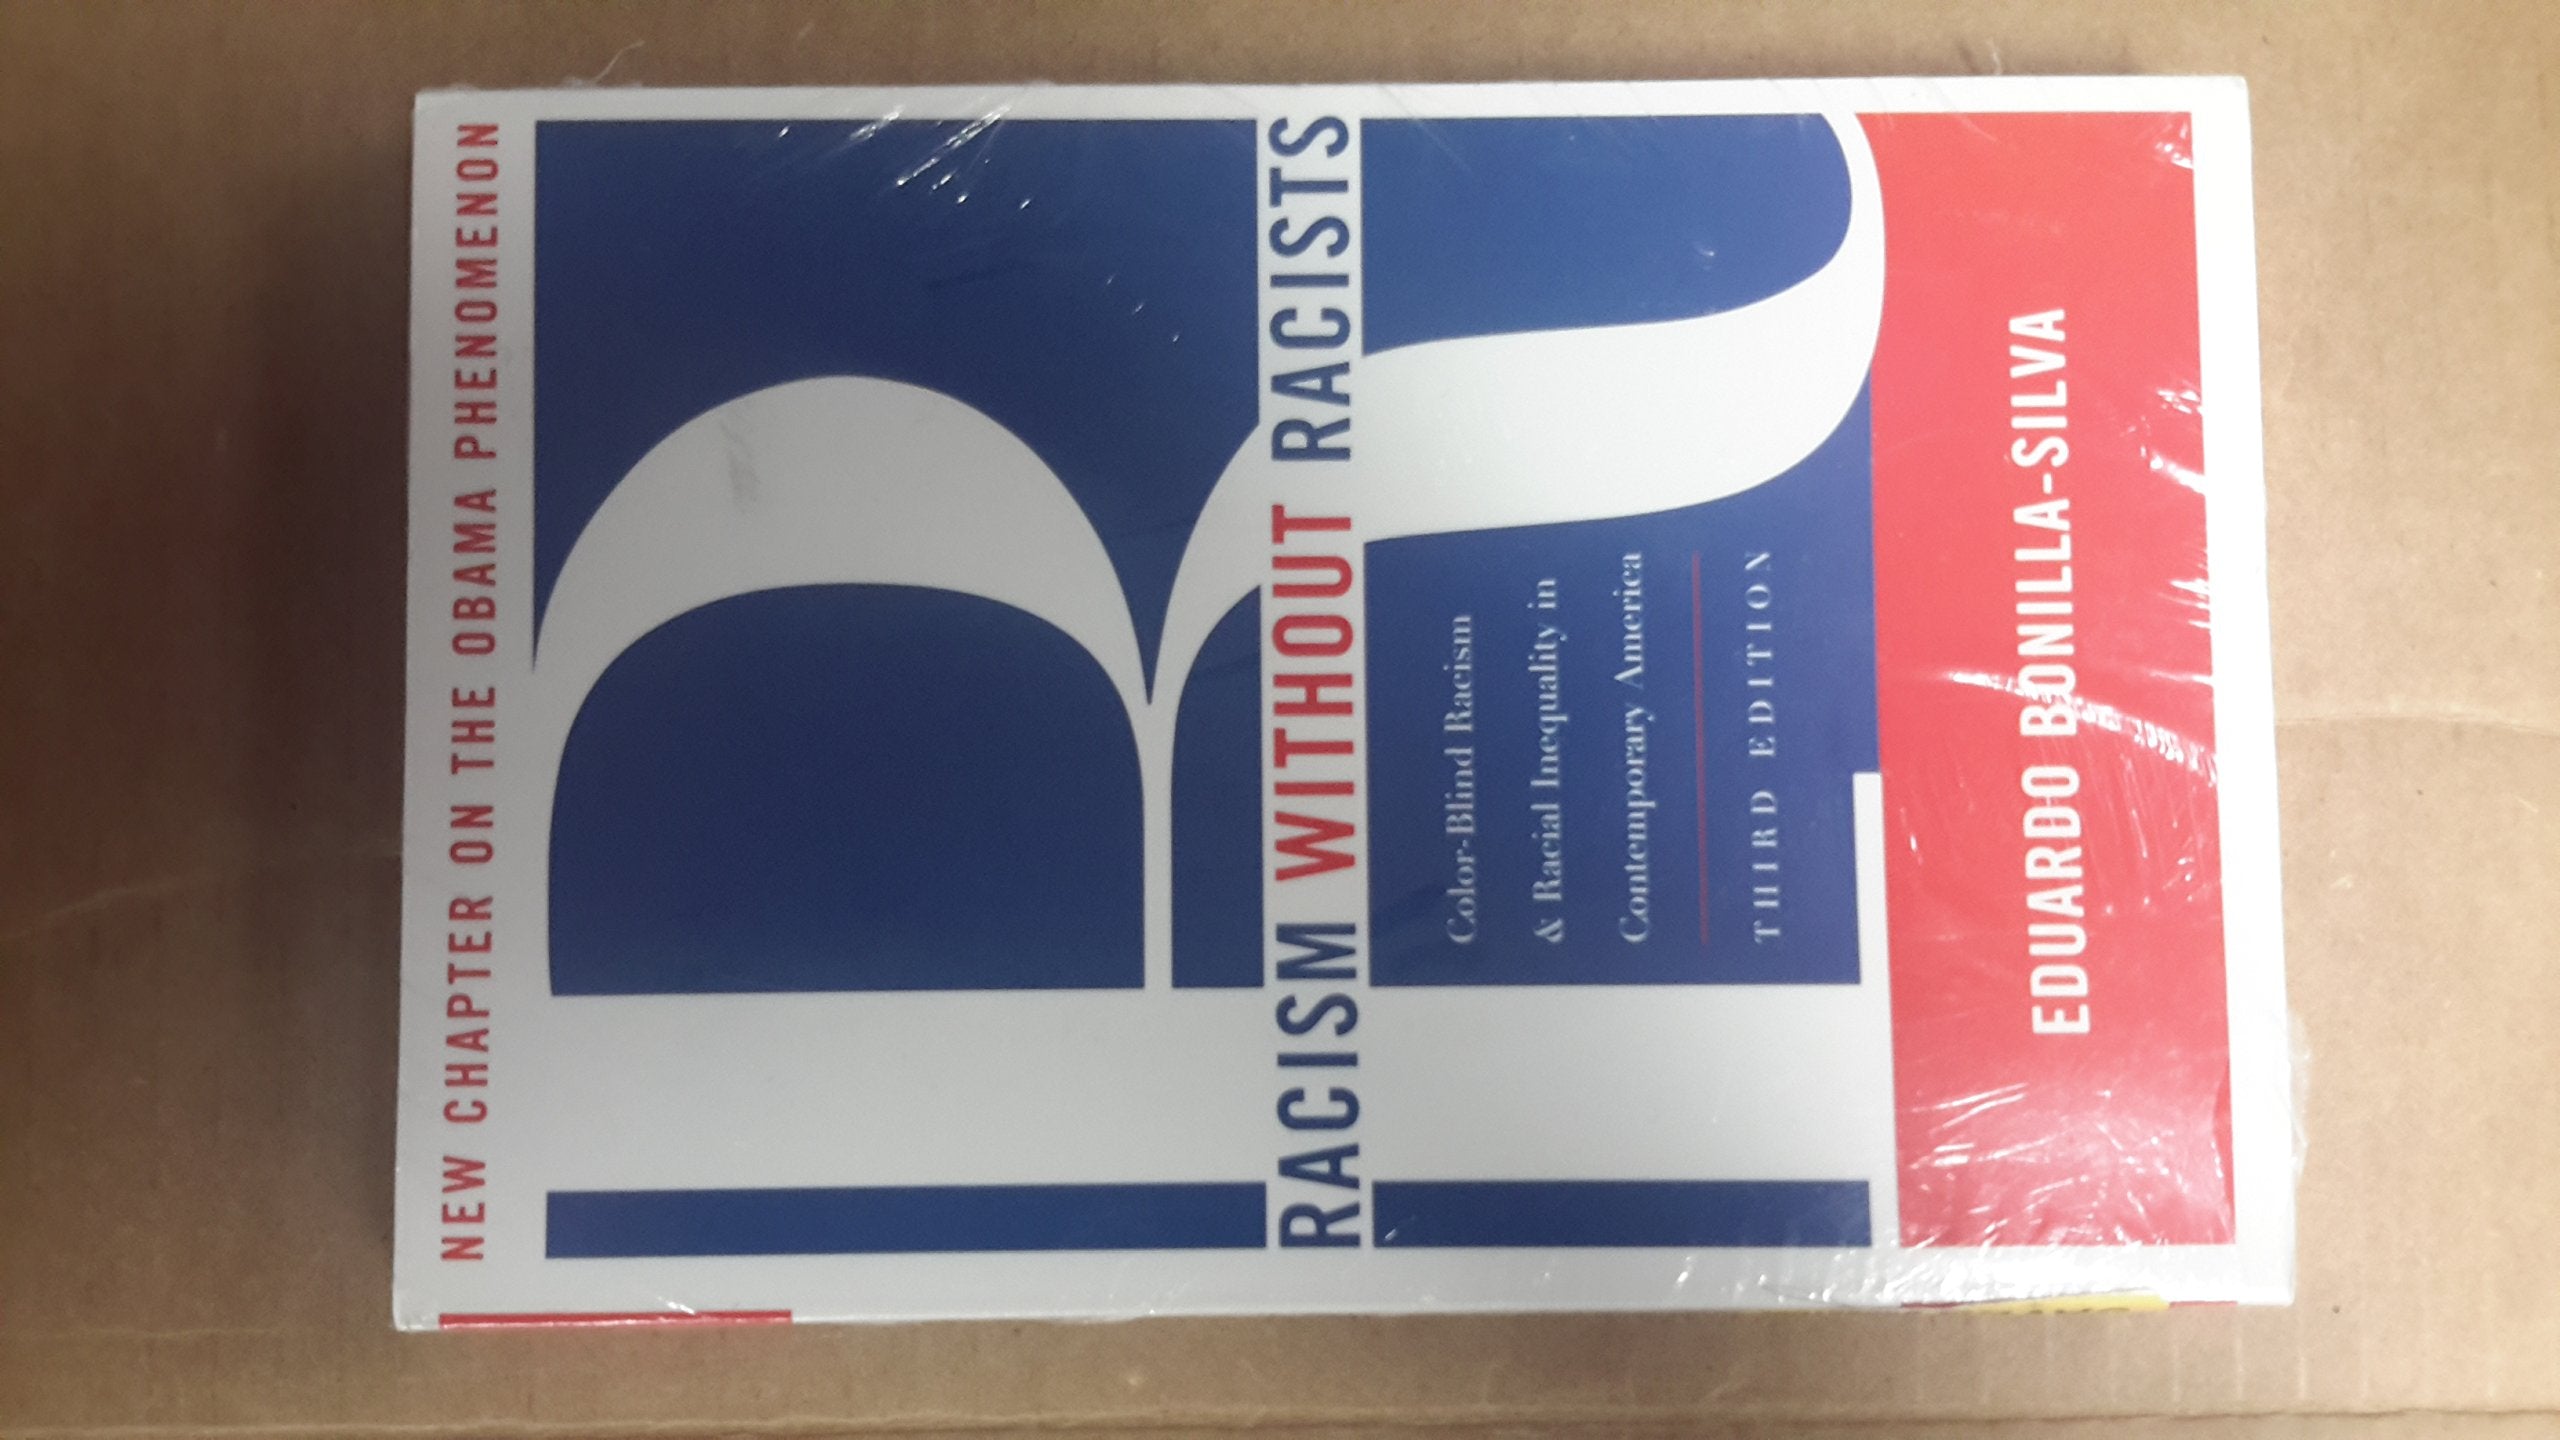 NEW CHAPTER ON THE OBAMA PHENOMENON
R
RACISM WITHOUT RACISTS
Color-Blind Racism
& Racial Inequality in
Contemporary America
THIRD EDITION
EDUARDO BONILLA-SILVA